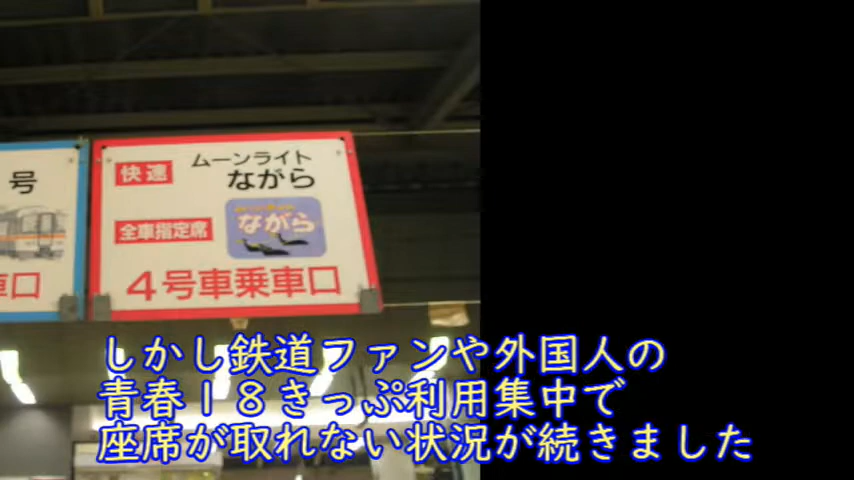 号
車口
快速
ムーンライト
ながら
全車指定席
ながら
4号車乗車口
しかし鉄道ファンや外国人の
青春18きっぷ利用集中で
座席が取れない状況が続きました